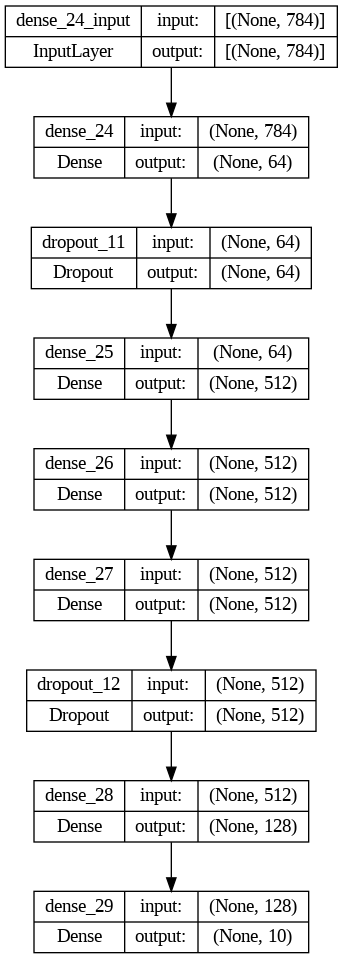 dense_24_input input: [(None, 784)]
InputLayer output: [(None, 784)]
dense_24 input: (None, 784)
Dense output: (None, 64)
dropout_11 input: (None, 64)
Dropout output: (None, 64)
dense_25 input: (None, 64)
Dense output: (None, 512)
dense_26 input: (None, 512)
Dense output: (None, 512)
dense_27 input: (None, 512)
Dense output: (None, 512)
dropout_12 input: (None, 512)
Dropout output: (None, 512)
dense_28 input: (None, 512)
Dense output: (None, 128)
dense_29 input: (None, 128)
Dense output: (None, 10)